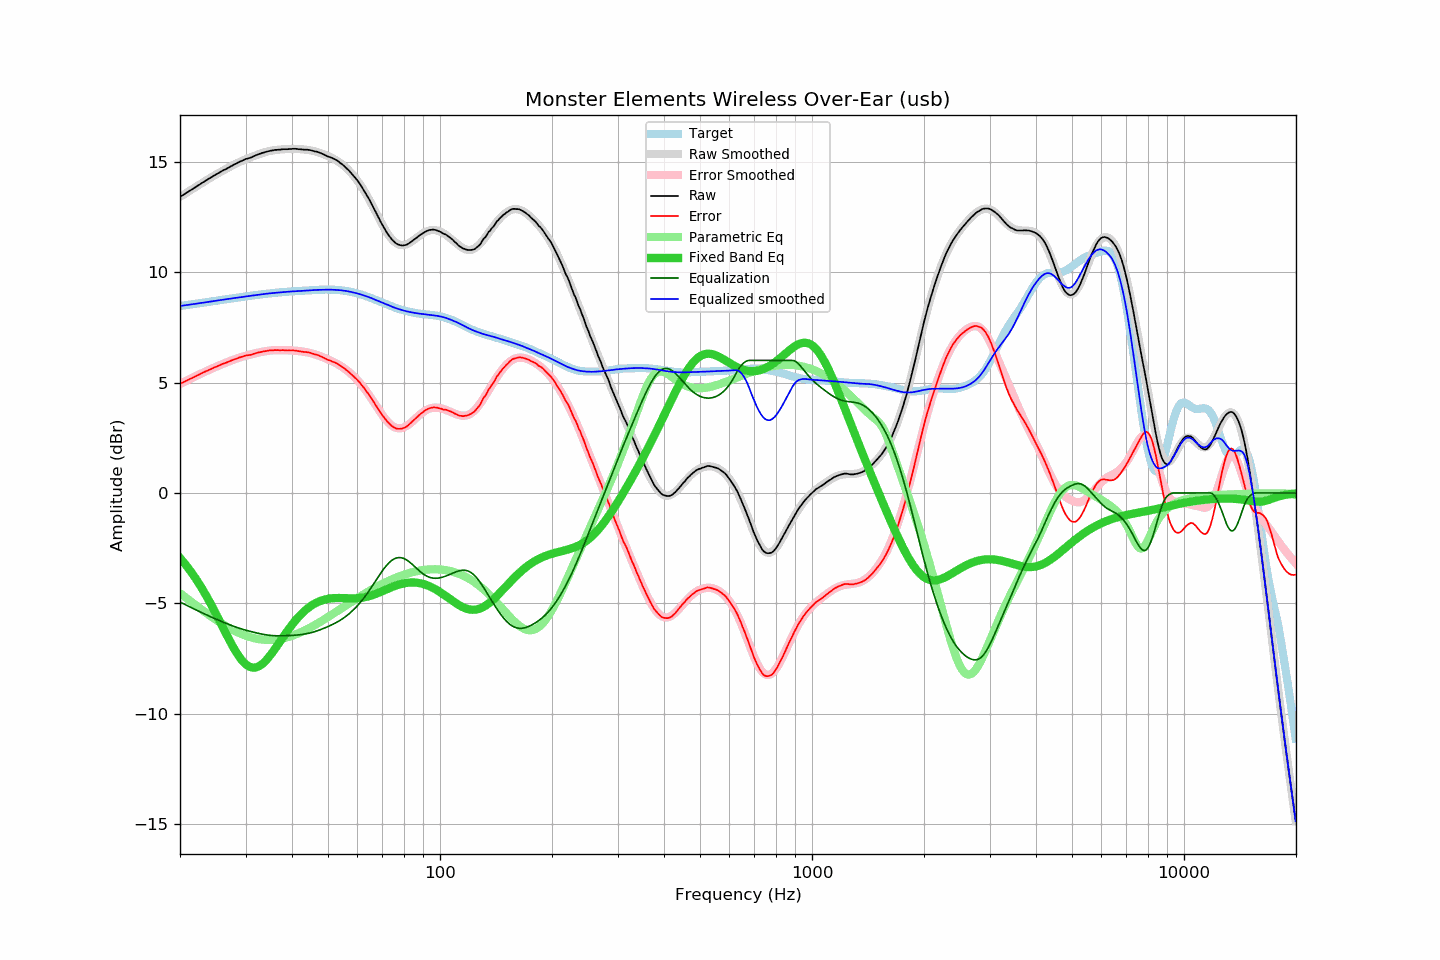 Monster Elements Wireless Over-Ear (usb)
Target
Raw Smoothed
Error Smoothed
Raw
Error
Parametric Eq
Fixed Band Eq
Equalization
Equalized smoothed
15
10
5
0
−5
−10
−15
Amplitude (dBr)
100
1000
10000
Frequency (Hz)